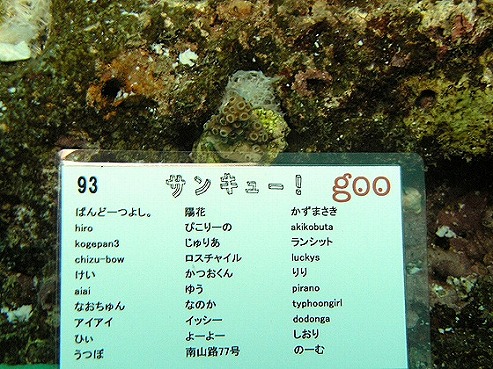 93 サンキュー! goo
ぱんどーつよし。 陽花 かずまさき
hiro ぴこりーの akikobuta
kogepan3 じゅりあ ランシット
chizu-bow ロスチャイル luckys
けい かつおくん りり
aiai ゆう pirano
なおちゅん なのか typhoongirl
アイアイ イッシー dodonga
ひぃ よーよー しおり
うつぼ 南山路77号 のーむ